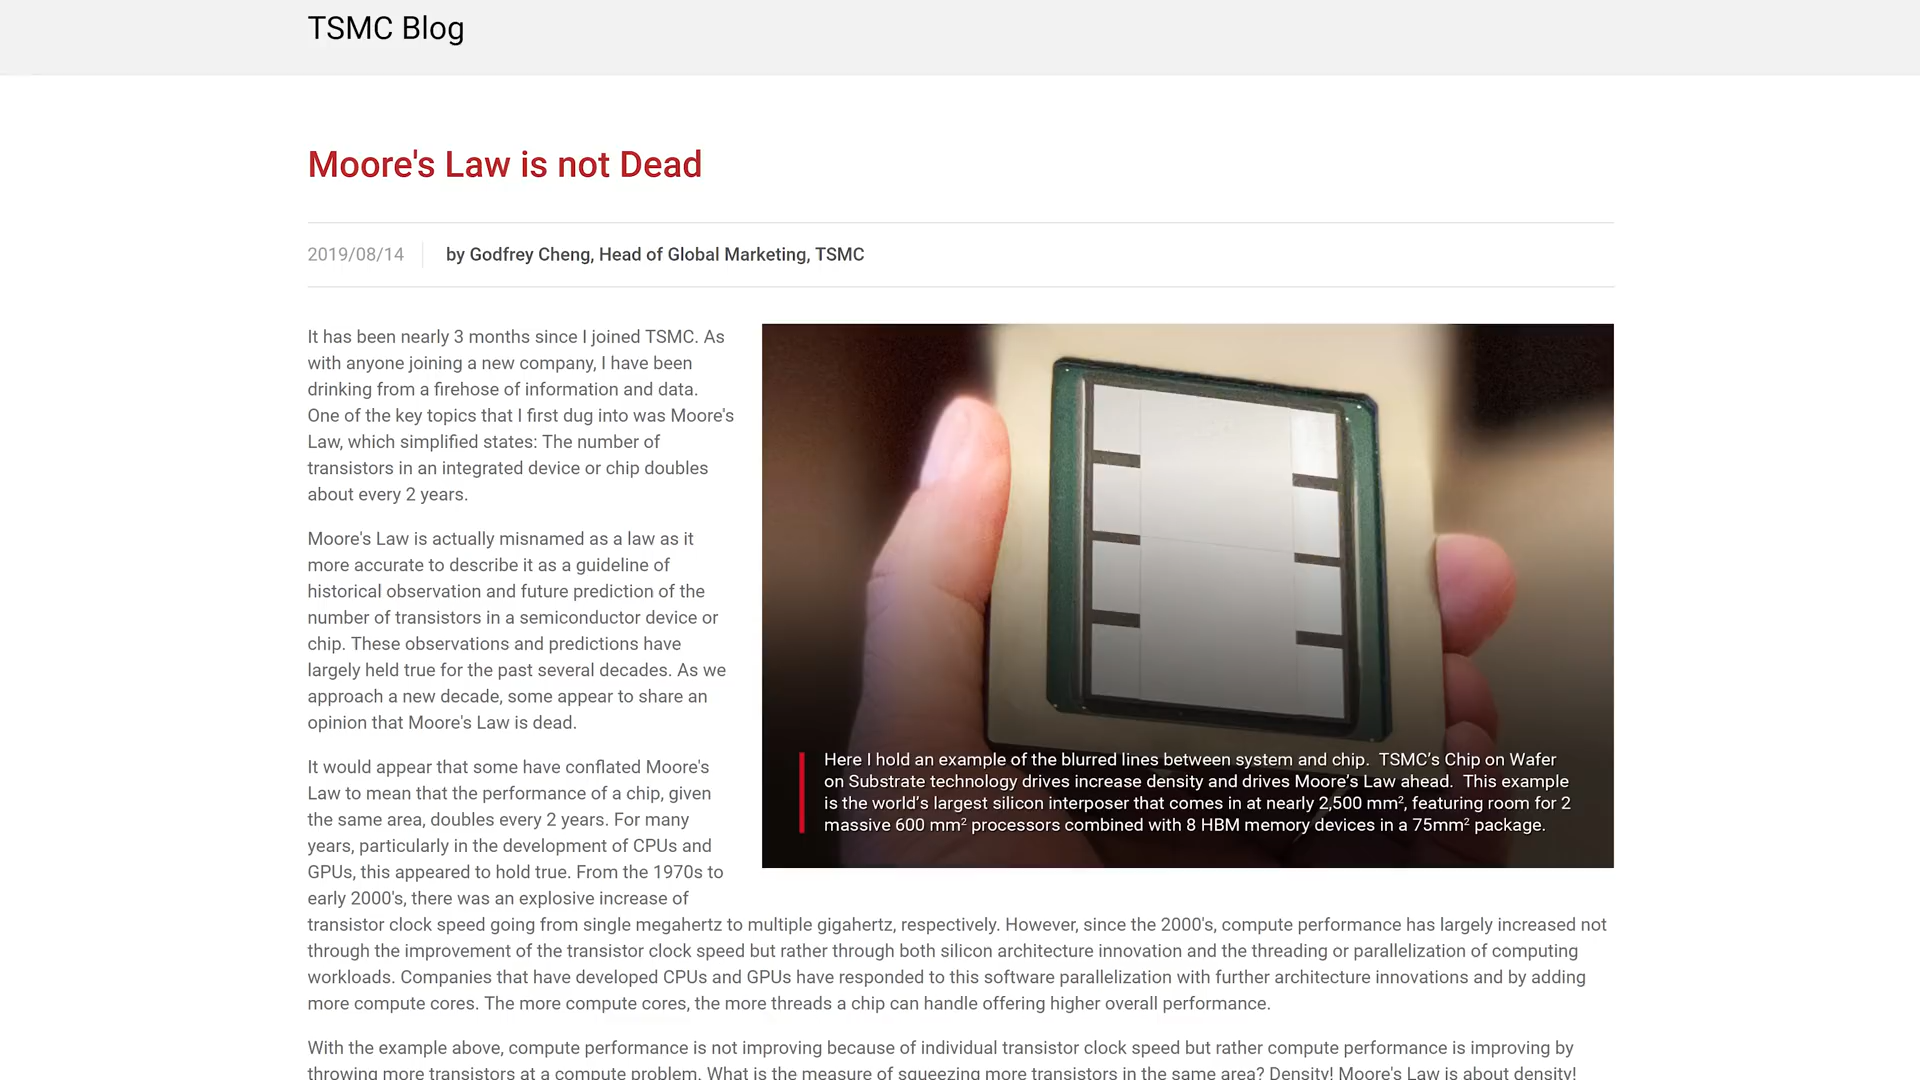 TSMC Blog
Moore's Law is not Dead
2019/08/14
by Godfrey Cheng, Head of Global Marketing, TSMC
It has been nearly 3 months since I joined TSMC. As
with anyone joining a new company, I have been
drinking from a firehose of information and data.
One of the key topics that I first dug into was Moore's
Law, which simplified states: The number of
transistors in an integrated device or chip doubles
about every 2 years.
Moore's Law is actually misnamed as a law as it
more accurate to describe it as a guideline of
historical observation and future prediction of the
number of transistors in a semiconductor device or
chip. These observations and predictions have
largely held true for the past several decades. As we
approach a new decade, some appear to share an
opinion that Moore's Law is dead.
It would appear that some have conflated Moore's
Law to mean that the performance of a chip, given
the same area, doubles every 2 years. For many
years, particularly in the development of CPUs and
GPUs, this appeared to hold true. From the 1970s to
early 2000's, there was an explosive increase of
transistor clock speed going from single megahertz to multiple gigahertz, respectively. However, since the 2000's, compute performance has largely increased not
through the improvement of the transistor clock speed but rather through both silicon architecture innovation and the threading or parallelization of computing
workloads. Companies that have developed CPUs and GPUs have responded to this software parallelization with further architecture innovations and by adding
more compute cores. The more compute cores, the more threads a chip can handle offering higher overall performance.
With the example above, compute performance is not improving because of individual transistor clock speed but rather compute performance is improving by
throwing more transistors at a compute problem. What is the measure of squeezing more transistors in the same area? Density! Moore's Law is about density!
Here I hold an example of the blurred lines between system and chip. TSMC's Chip on Wafer
on Substrate technology drives increase density and drives Moore's Law ahead. This example
is the world's largest silicon interposer that comes in at nearly 2,500 mm², featuring room for 2
massive 600 mm² processors combined with 8 HBM memory devices in a 75mm² package.